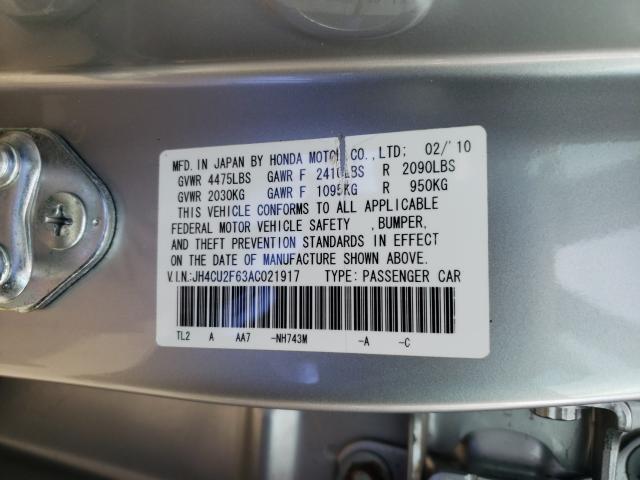 MFD. IN JAPAN BY HONDA MOTOR CO., LTD; 02/'10
GVWR 4475LBS GAWR F 2410LBS R 2090LBS
GVWR 2030KG GAWR F 1095KG R 950KG
THIS VEHICLE CONFORMS TO ALL APPLICABLE
FEDERAL MOTOR VEHICLE SAFETY , BUMPER,
AND THEFT PREVENTION STANDARDS IN EFFECT
ON THE DATE OF MANUFACTURE SHOWN ABOVE.
V.I.N.:JH4CU2F63AC021917 TYPE: PASSENGER CAR
TL2 A AA7 -NH743M -A -C